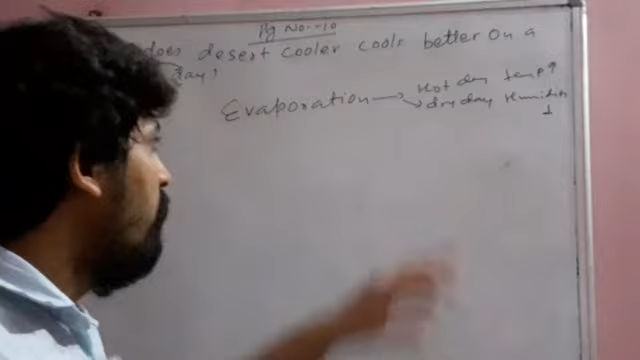 Pg No.-10
does desert cooler cools better on a
day?
Evaporation → Hot day temp ↑
→ dry day Humidity
↓